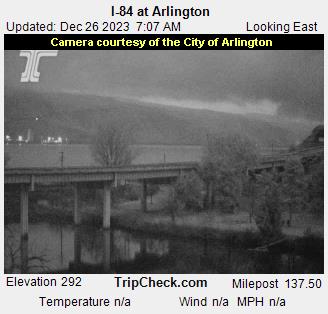 I-84 at Arlington
Updated: Dec 26 2023 7:07 AM Looking East
Camera courtesy of the City of Arlington
Elevation 292 TripCheck.com Milepost 137.50
Temperature n/a Wind n/a MPH n/a